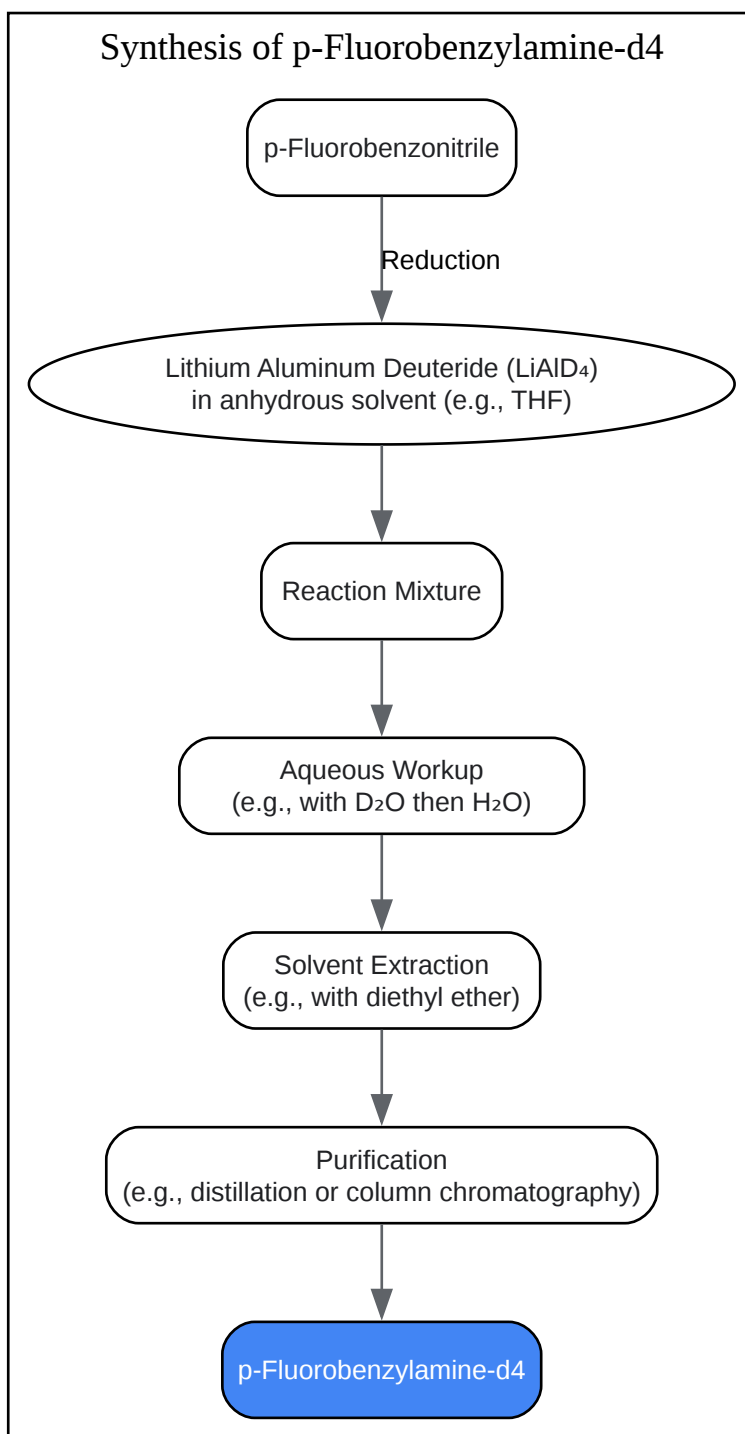 Synthesis of p-Fluorobenzylamine-d4
p-Fluorobenzonitrile
Reduction
Lithium Aluminum Deuteride (LiAlD₄)
in anhydrous solvent (e.g., THF)
Reaction Mixture
Aqueous Workup
(e.g., with D₂O then H₂O)
Solvent Extraction
(e.g., with diethyl ether)
Purification
(e.g., distillation or column chromatography)
p-Fluorobenzylamine-d4